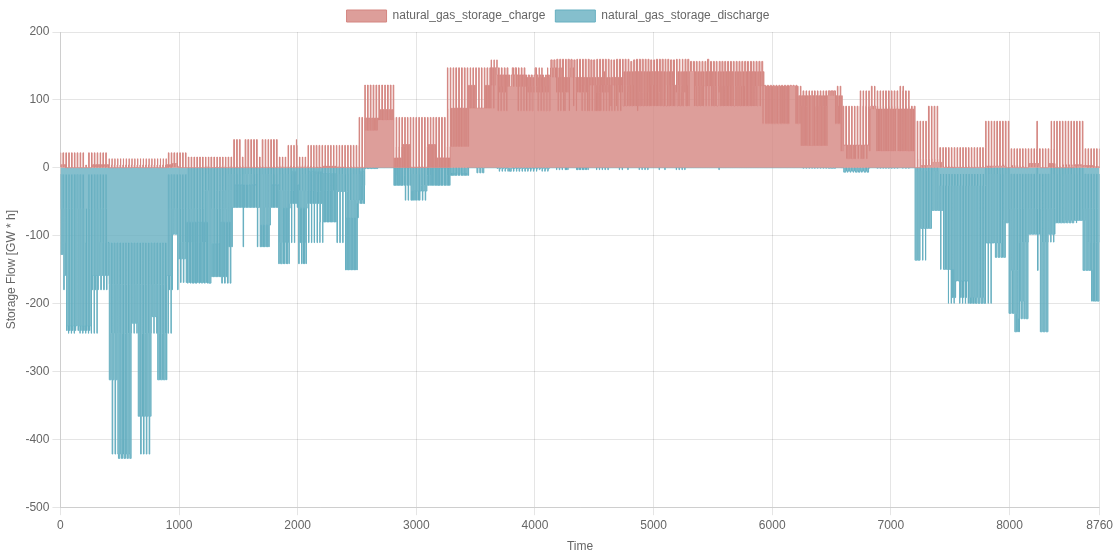 natural_gas_storage_charge natural_gas_storage_discharge
Storage Flow [GW * h]
200
100
0
-100
-200
-300
-400
-500
0 1000 2000 3000 4000 5000 6000 7000 8000 8760
Time